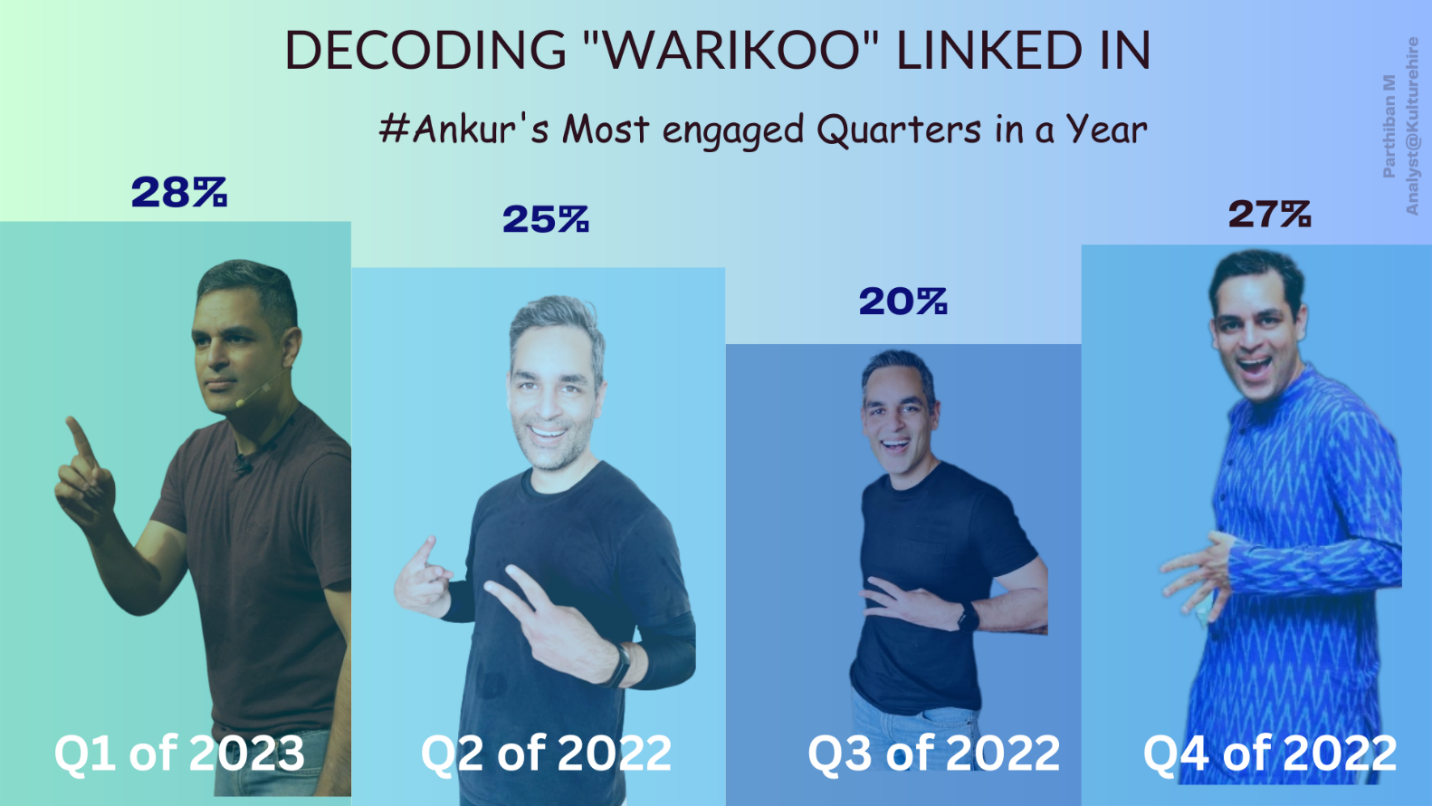 DECODING "WARIKOO" LINKED IN
#Ankur's Most engaged Quarters in a Year
Parthiban M
Analyst@Kulturehire
28%
25%
20%
27%
Q1 of 2023
Q2 of 2022
Q3 of 2022
Q4 of 2022